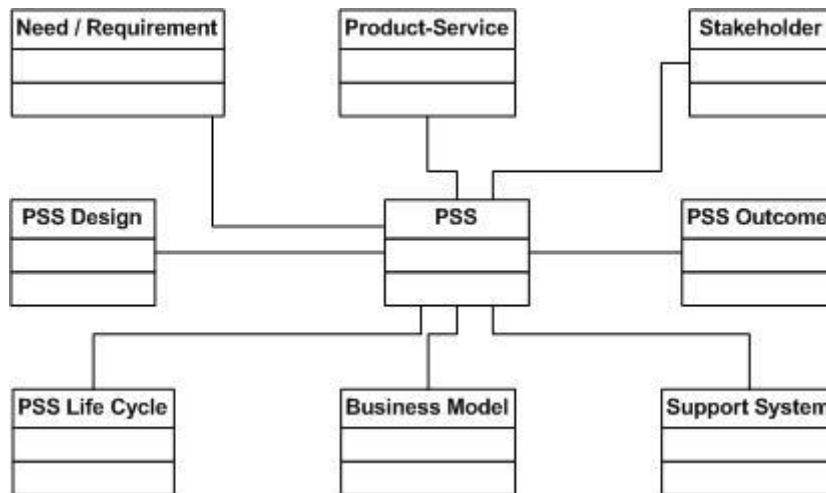 Need / Requirement
Product-Service
Stakeholder
PSS Design
PSS
PSS Outcome
PSS Life Cycle
Business Model
Support System